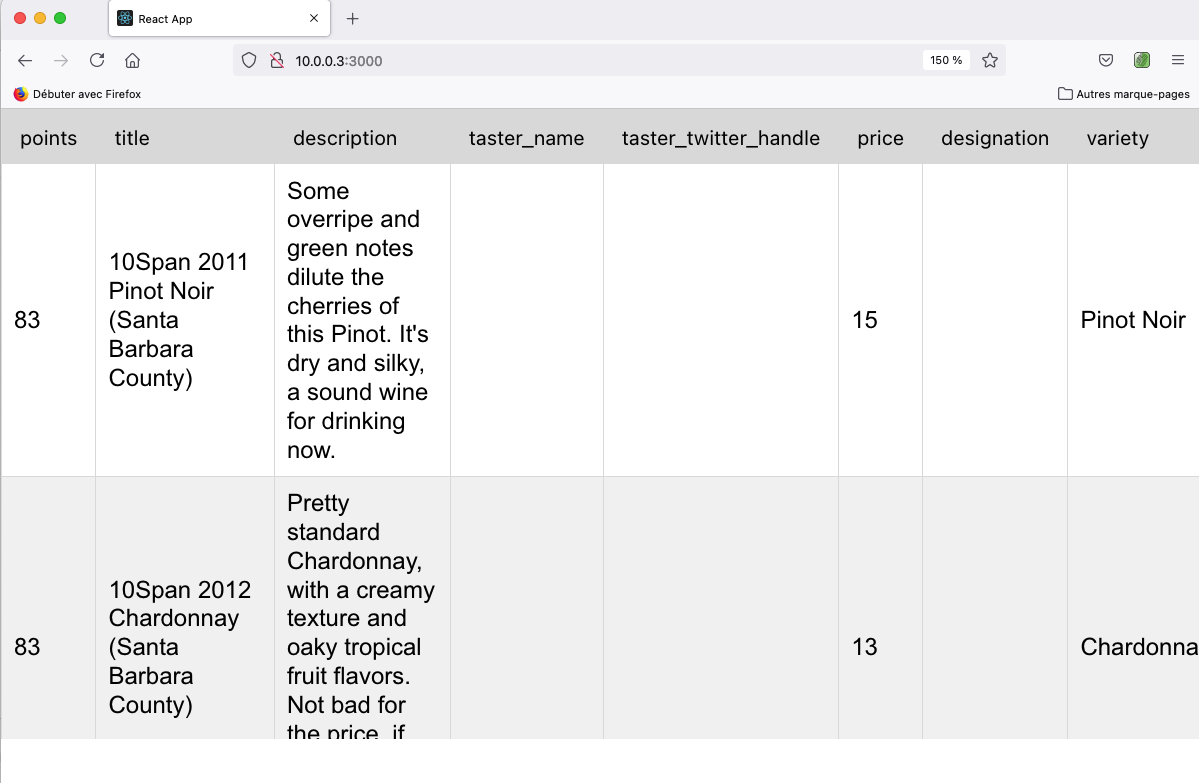 React App
10.0.0.3:3000
150 %
Débuter avec Firefox
Autres marque-pages
points title description taster_name taster_twitter_handle price designation variety
Some
overripe and
green notes
dilute the
cherries of
this Pinot. It's
dry and silky,
a sound wine
for drinking
now.
10Span 2011
Pinot Noir
(Santa
Barbara
County)
83
15
Pinot Noir
Pretty
standard
Chardonnay,
with a creamy
texture and
oaky tropical
fruit flavors.
Not bad for
the price, if
10Span 2012
Chardonnay
(Santa
Barbara
County)
83
13
Chardonna